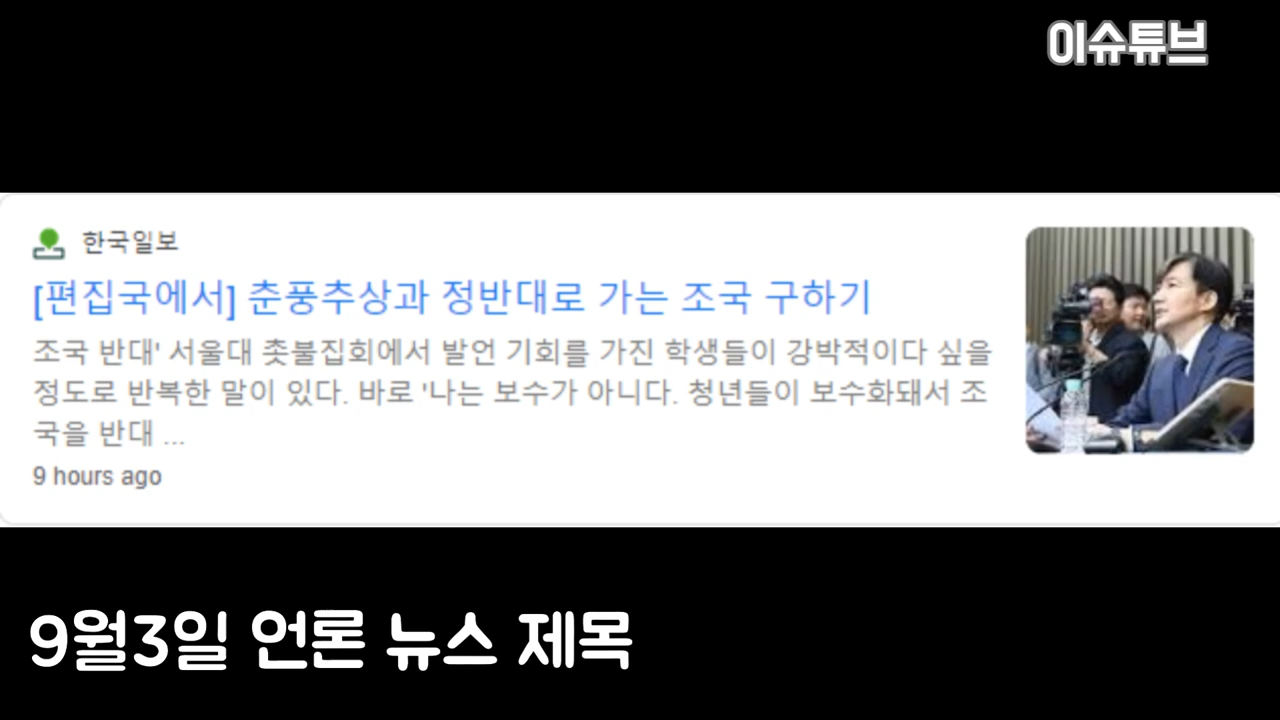 이슈튜브
한국일보
[편집국에서] 춘풍추상과 정반대로 가는 조국 구하기
조국 반대' 서울대 촛불집회에서 발언 기회를 가진 학생들이 강박적이다 싶을
정도로 반복한 말이 있다. 바로 '나는 보수가 아니다. 청년들이 보수화돼서 조
국을 반대 ...
9 hours ago
9월3일 언론 뉴스 제목